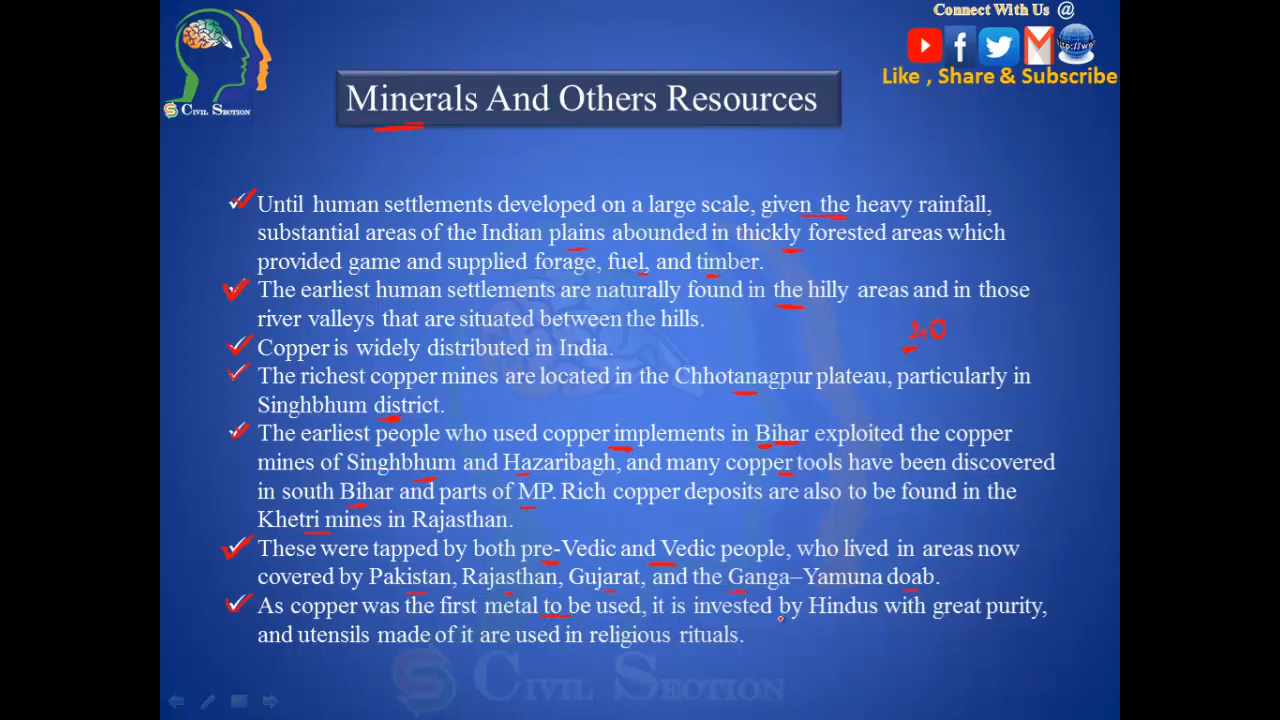 Connect With Us @
http://ww
Like , Share & Subscribe
S CIVIL SECTION
Minerals And Others Resources
Until human settlements developed on a large scale, given the heavy rainfall,
substantial areas of the Indian plains abounded in thickly forested areas which
provided game and supplied forage, fuel, and timber.
The earliest human settlements are naturally found in the hilly areas and in those
river valleys that are situated between the hills.
Copper is widely distributed in India.
The richest copper mines are located in the Chhotanagpur plateau, particularly in
Singhbhum district.
The earliest people who used copper implements in Bihar exploited the copper
mines of Singhbhum and Hazaribagh, and many copper tools have been discovered
in south Bihar and parts of MP. Rich copper deposits are also to be found in the
Khetri mines in Rajasthan.
These were tapped by both pre-Vedic and Vedic people, who lived in areas now
covered by Pakistan, Rajasthan, Gujarat, and the Ganga–Yamuna doab.
As copper was the first metal to be used, it is invested by Hindus with great purity,
and utensils made of it are used in religious rituals.
S CIVIL SECTION